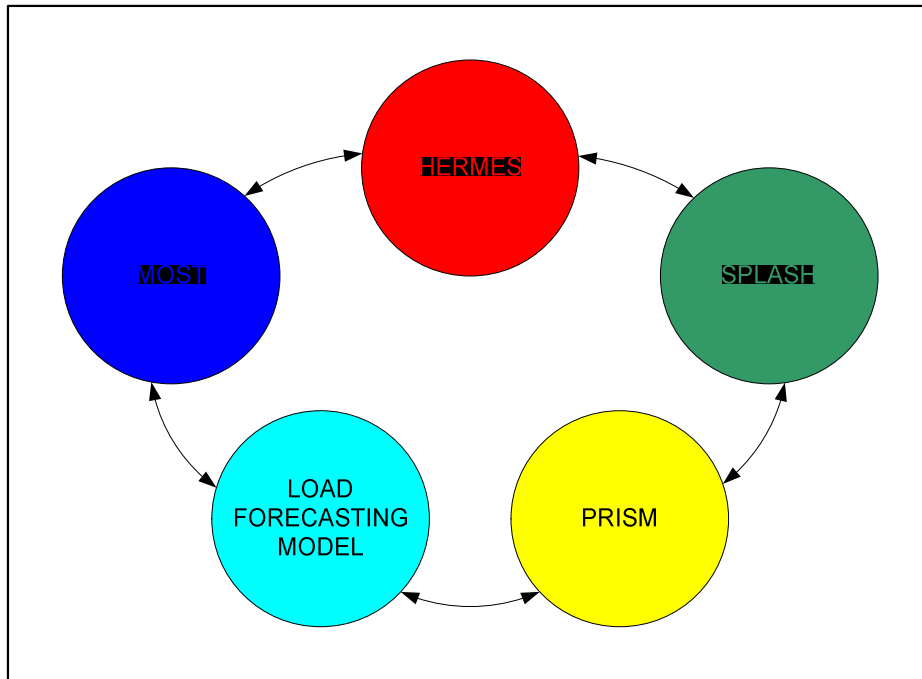 HERMES
MOST
SPLASH
LOAD
FORECASTING
MODEL
PRISM